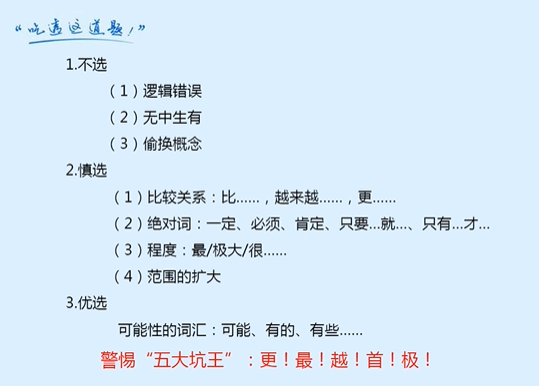 “吃透这道题！”
1.不选
（1）逻辑错误
（2）无中生有
（3）偷换概念
2.慎选
（1）比较关系：比……，越来越……，更……
（2）绝对词：一定、必须、肯定、只要…就…、只有…才…
（3）程度：最/极大/很……
（4）范围的扩大
3.优选
可能性的词汇：可能、有的、有些……
警惕“五大坑王”：更！最！越！首！极！